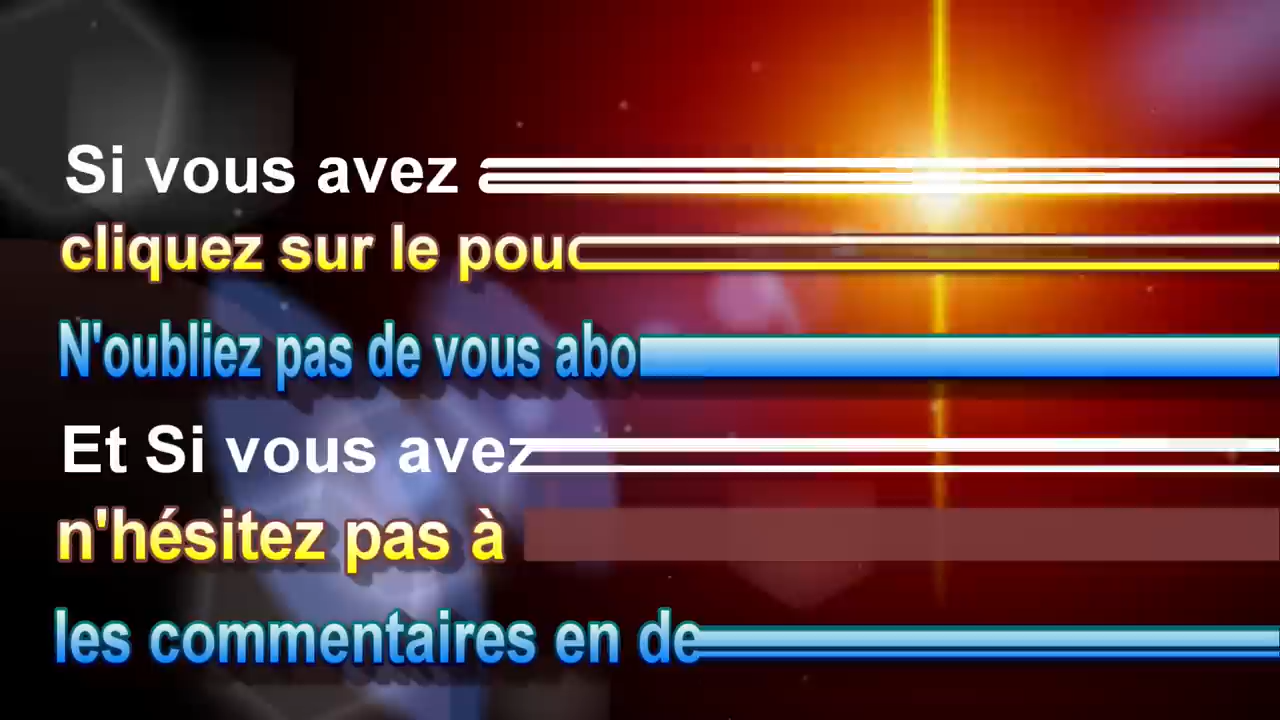 Si vous avez
cliquez sur le pouc
N'oubliez pas de vous abo
Et Si vous avez
n'hésitez pas à
les commentaires en de